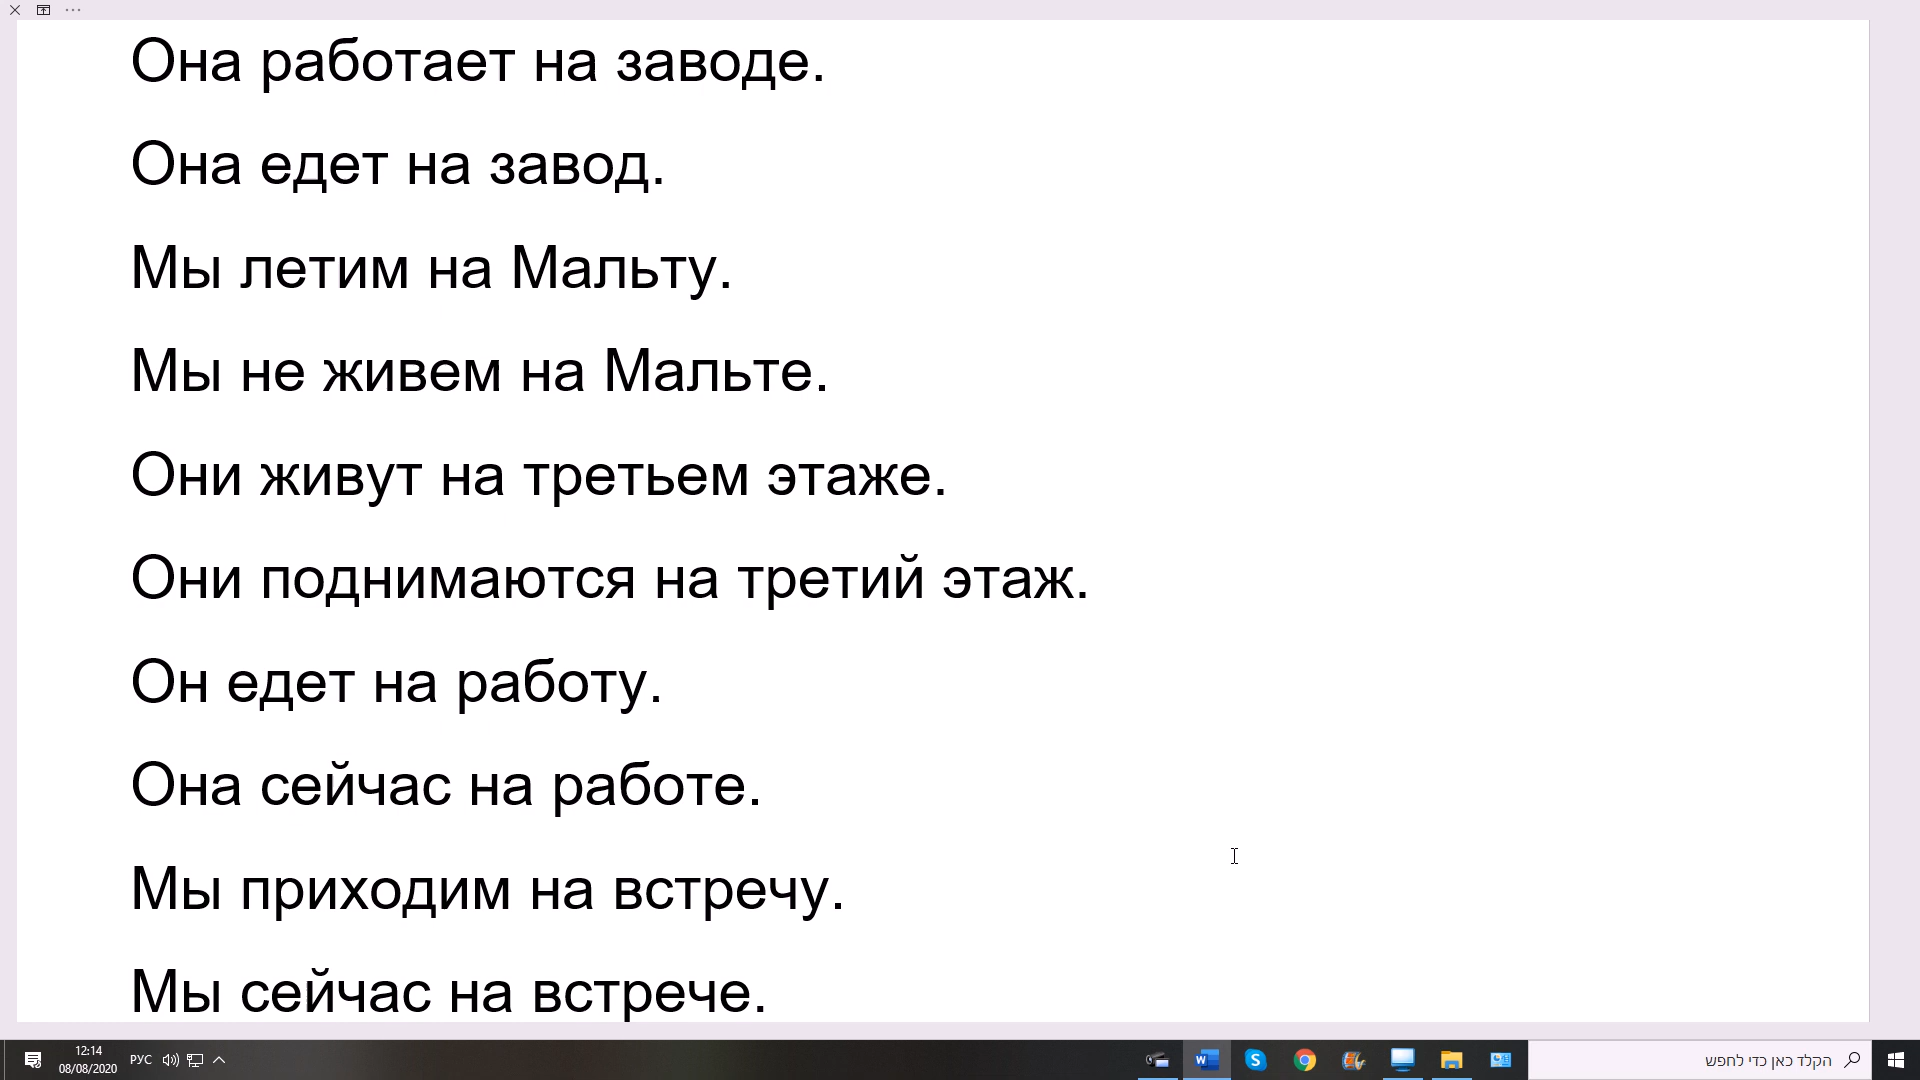 Она работает на заводе.
Она едет на завод.
Мы летим на Мальту.
Мы не живем на Мальте.
Они живут на третьем этаже.
Они поднимаются на третий этаж.
Он едет на работу.
Она сейчас на работе.
Мы приходим на встречу.
Мы сейчас на встрече.
12:14
08/08/2020
РУС
הקלד כאן כדי לחפש